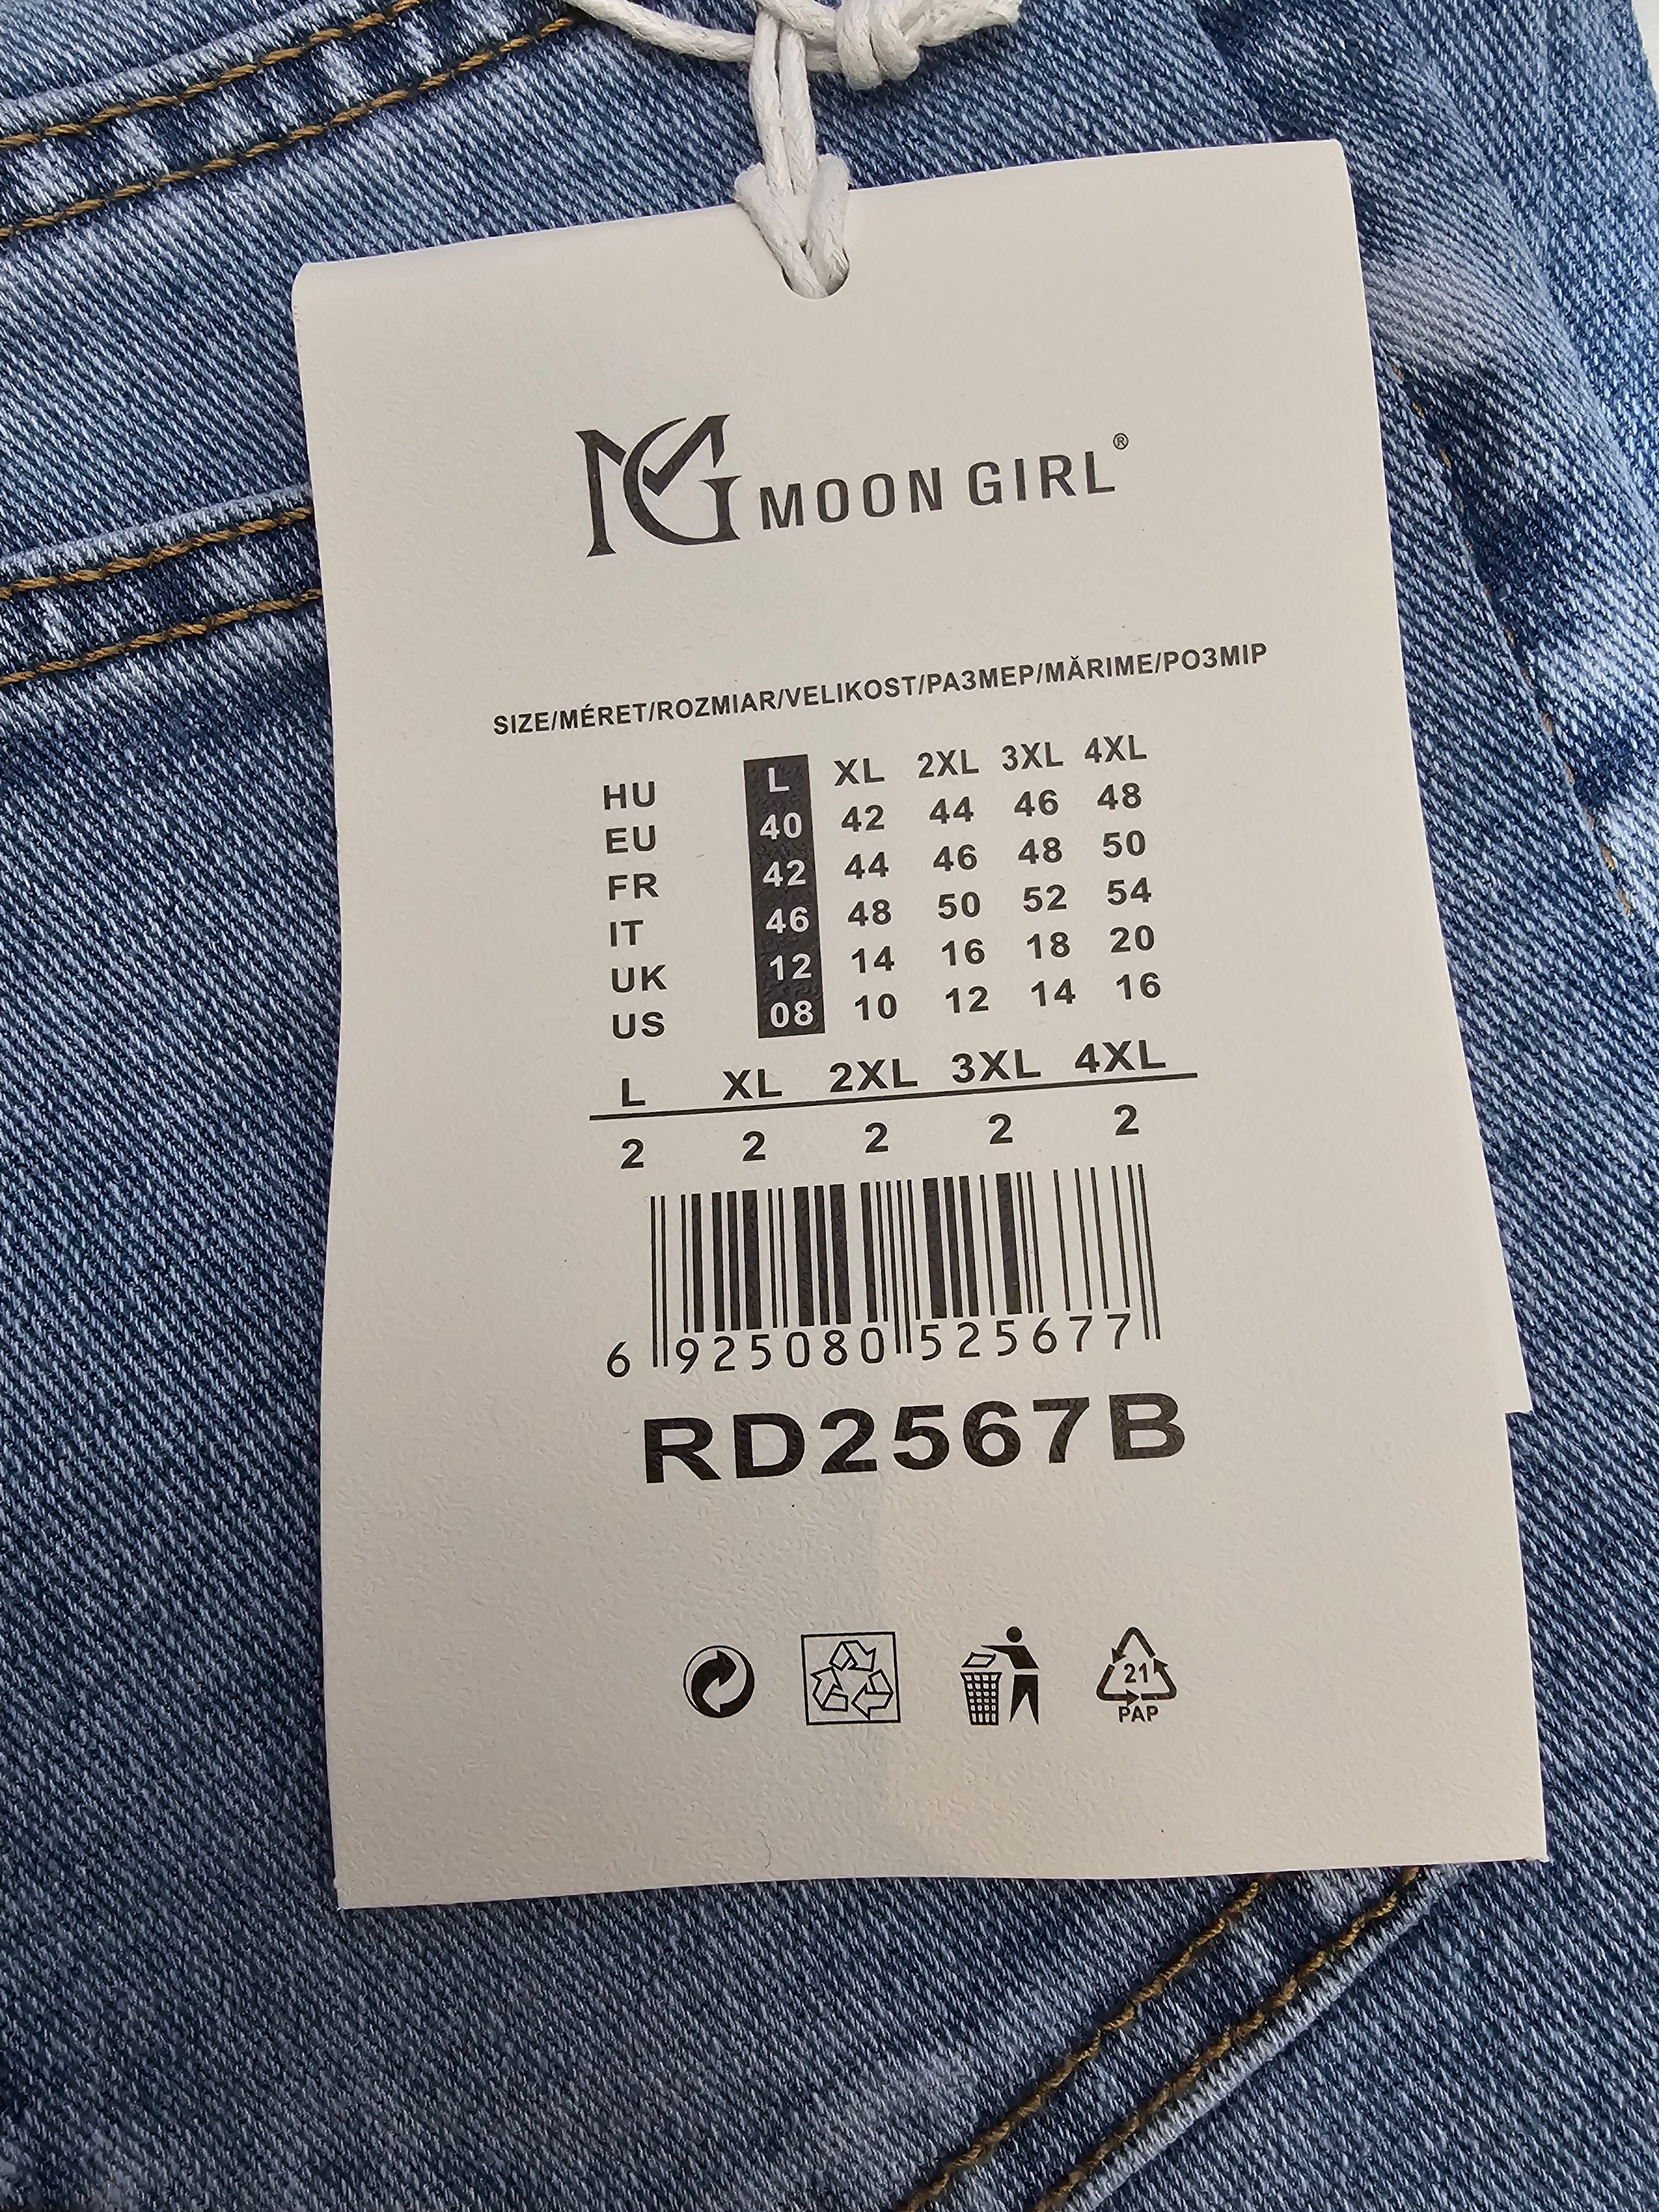 MG MOON GIRL®
SIZE/MÉRET/ROZMIAR/VELIKOST/РАЗМЕР/MĂRIME/РОЗМІР
HU L XL 2XL 3XL 4XL
EU 40 42 44 46 48
FR 42 44 46 48 50
IT 46 48 50 52 54
UK 12 14 16 18 20
US 08 10 12 14 16
L XL 2XL 3XL 4XL
2 2 2 2 2
6 925080 525677
RD2567B
21
PAP